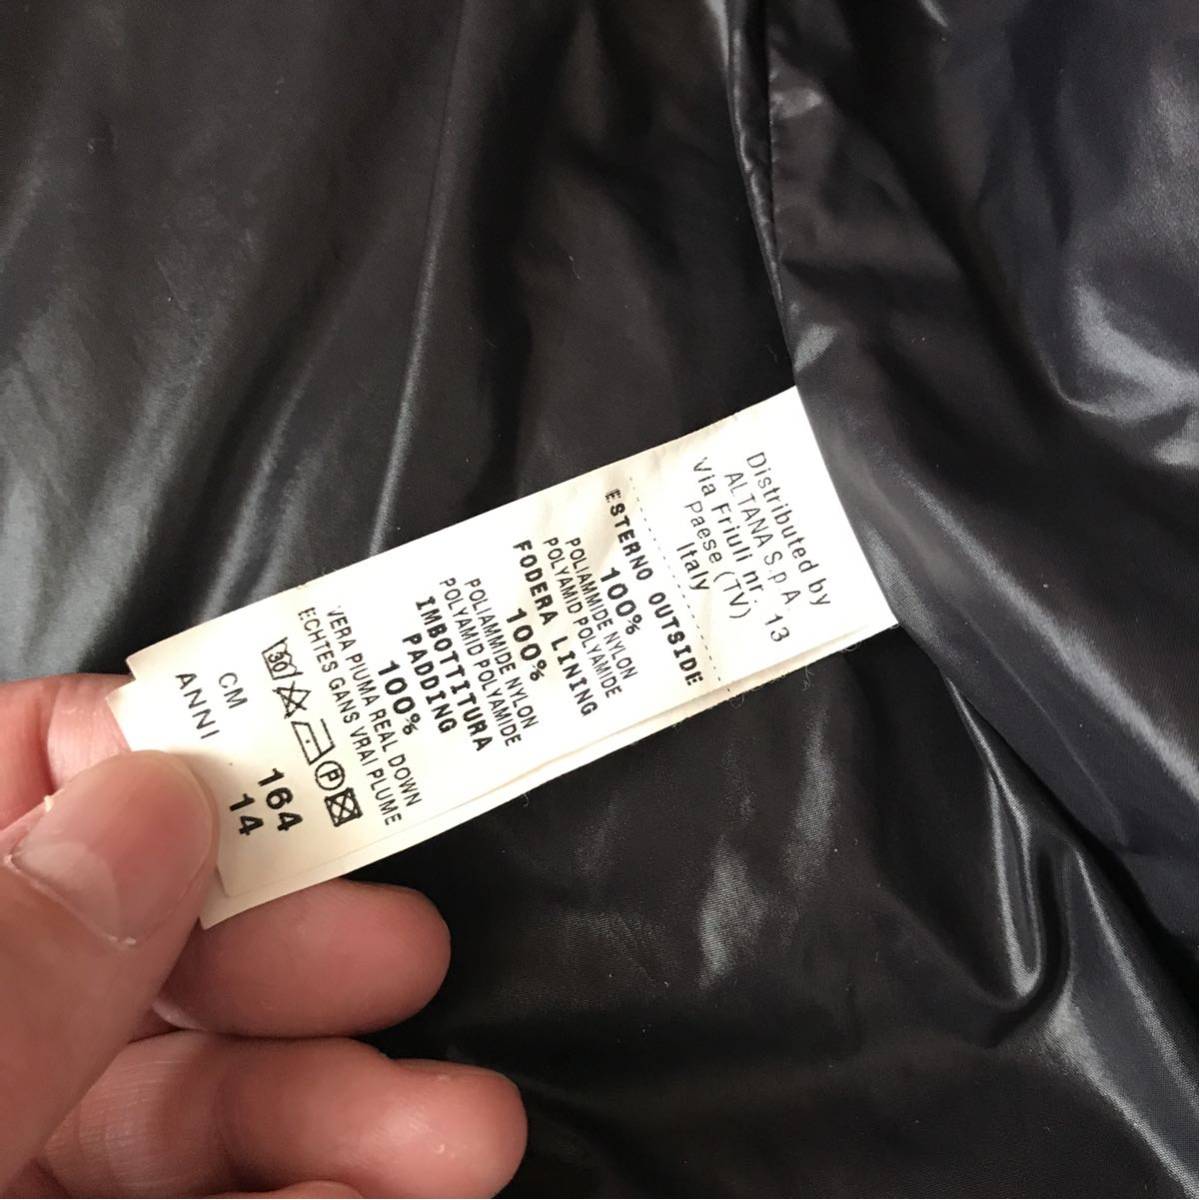 Distributed by
ALTANA S.p A.
Via Friuli nr. 13
Paese (TV)
Italy
ESTERNO OUTSIDE
100%
POLIAMMIDE NYLON
POLYAMID POLYAMIDE
FODERA LINING
100%
POLIAMMIDE NYLON
POLYAMID POLYAMIDE
IMBOTTITURA
PADDING
100%
VERA PIUMA REAL DOWN
ECHTES GANS VRAI PLUME
30 P
CM 164
ANNI 14